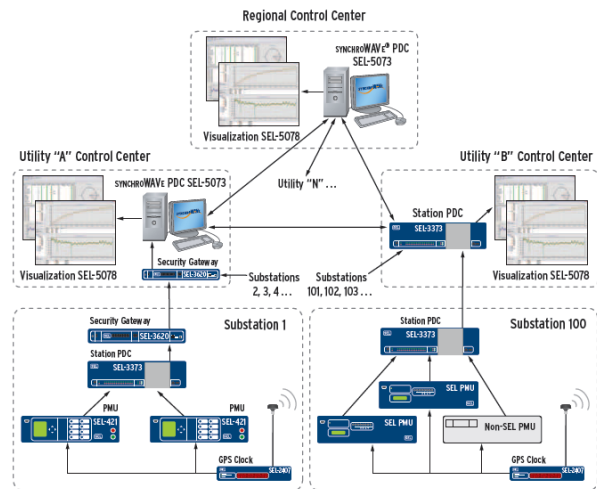 Regional Control Center
SYNCHROWAVE® PDC
SEL-5073
Visualization SEL-5078
Utility "A" Control Center
Utility "B" Control Center
SYNCHROWAVE PDC SEL-5073
Utility "N" ...
Station PDC
SEL-3373
Visualization SEL-5078
Security Gateway
SEL-3620
Substations
2, 3, 4 ...
Substations
101, 102, 103 ...
Visualization SEL-5078
Security Gateway
SEL-3620
Substation 1
Station PDC
SEL-3373
PMU
SEL-421
PMU
SEL-421
GPS Clock
SEL-2407
Station PDC
SEL-3373
Substation 100
SEL PMU
SEL PMU
Non-SEL PMU
GPS Clock
SEL-2407